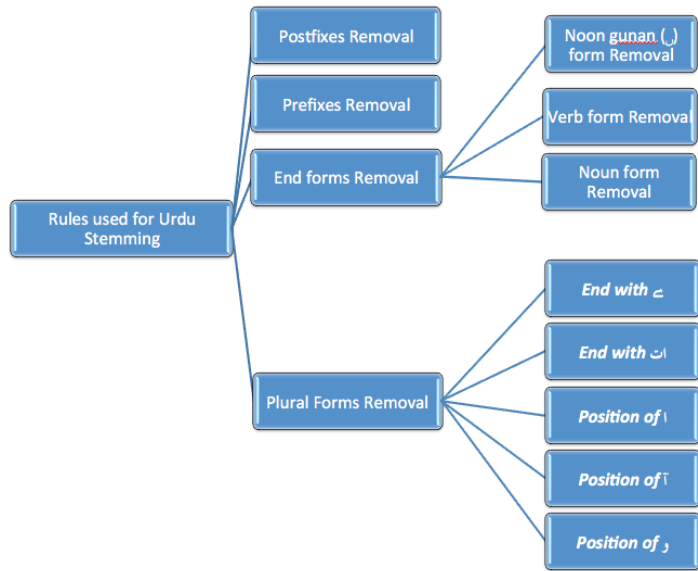 Postfixes Removal
Prefixes Removal
End forms Removal
Noon gunan (ں)
form Removal
Verb form Removal
Noun form
Removal
Rules used for Urdu
Stemming
Plural Forms Removal
End with ے
End with ات
Position of ا
Position of آ
Position of و